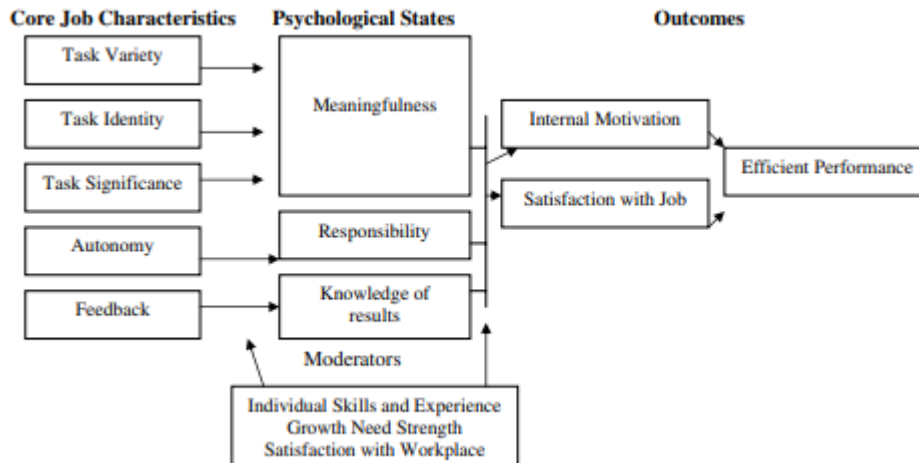 Core Job Characteristics
Psychological States
Outcomes
Task Variety
Task Identity
Task Significance
Autonomy
Feedback
Meaningfulness
Responsibility
Knowledge of
results
Internal Motivation
Satisfaction with Job
Efficient Performance
Moderators
Individual Skills and Experience
Growth Need Strength
Satisfaction with Workplace